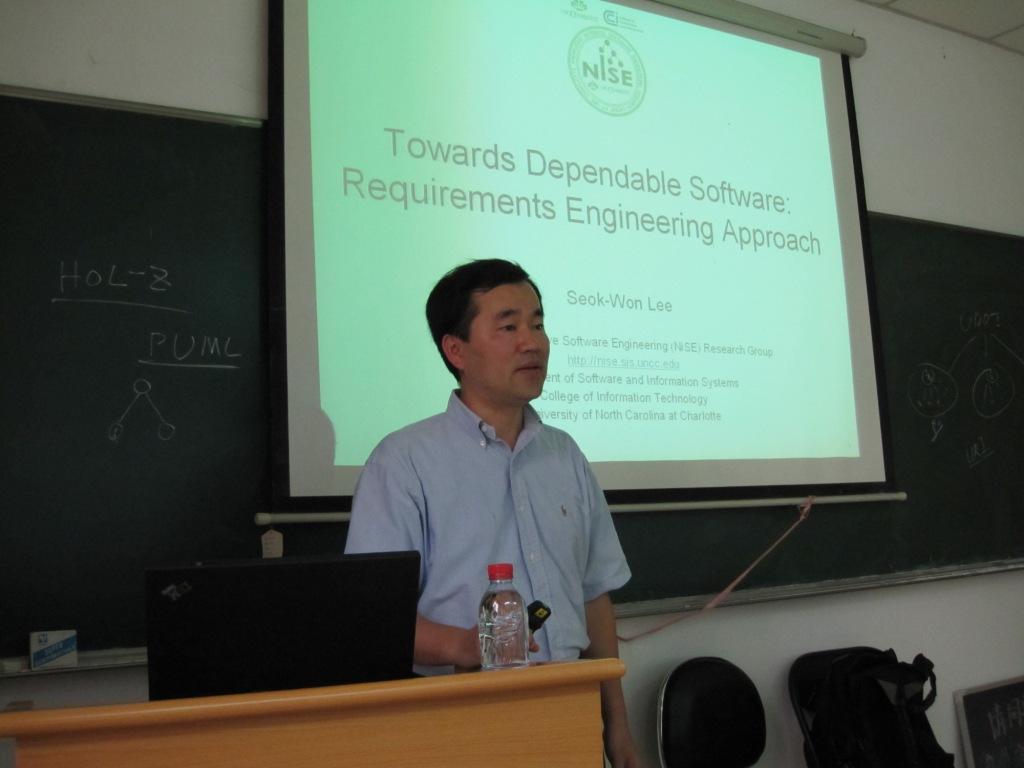 NiSE
Towards Dependable Software:
Requirements Engineering Approach
Seok-Won Lee
ve Software Engineering (NiSE) Research Group
http://nise.sis.uncc.edu
ent of Software and Information Systems
College of Information Technology
iversity of North Carolina at Charlotte
HOL-Z
PUML